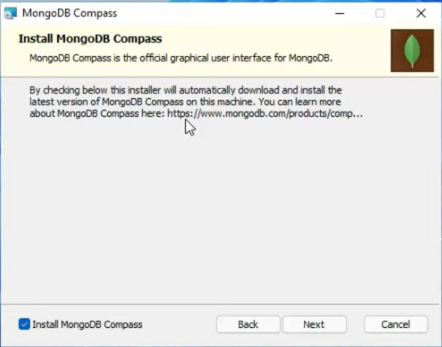 MongoDB Compass
Install MongoDB Compass
MongoDB Compass is the official graphical user interface for MongoDB.
By checking below this installer will automatically download and install the
latest version of MongoDB Compass on this machine. You can learn more
about MongoDB Compass here: https://www.mongodb.com/products/comp...
Install MongoDB Compass
Back
Next
Cancel